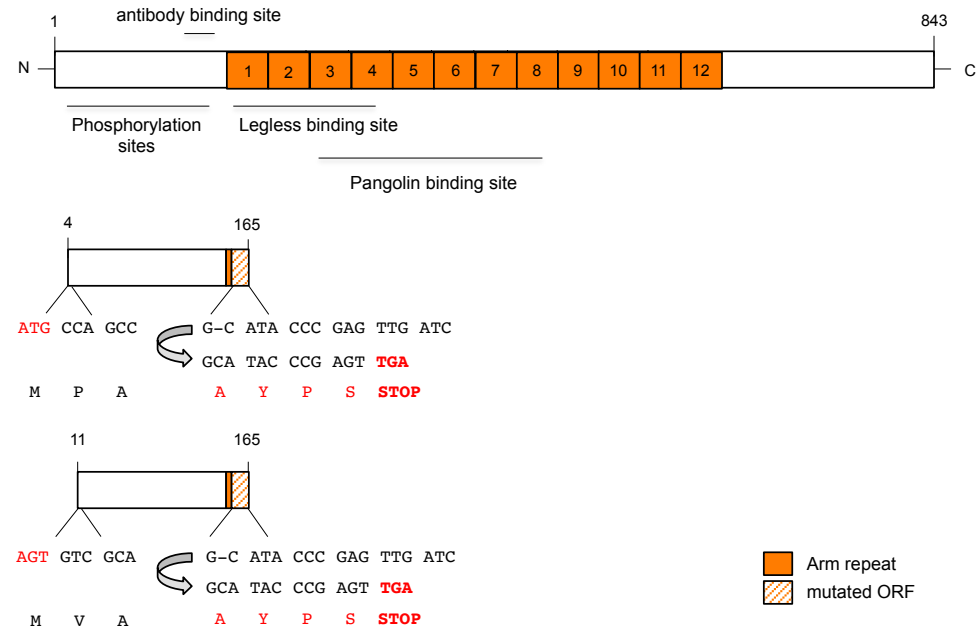 1
antibody binding site
843
N
1 2 3 4 5 6 7 8 9 10 11 12
C
Phosphorylation
sites
Legless binding site
Pangolin binding site
4
165
ATG CCA GCC
G–C ATA CCC GAG TTG ATC
GCA TAC CCG AGT TGA
M P A
A Y P S STOP
11
165
AGT GTC GCA
G–C ATA CCC GAG TTG ATC
GCA TAC CCG AGT TGA
M V A
A Y P S STOP
Arm repeat
mutated ORF